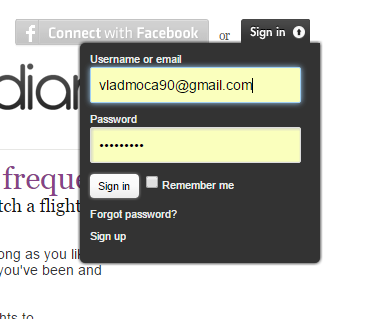 Connect with Facebook or Sign in
Username or email
vladmoca90@gmail.com
Password
•••••••••
Sign in Remember me
Forgot password?
Sign up
diar
freque
tch a flight
ong as you lik
you've been and
hts to